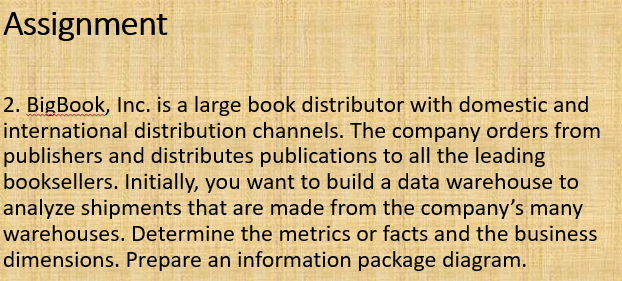 Assignment
2. BigBook, Inc. is a large book distributor with domestic and
international distribution channels. The company orders from
publishers and distributes publications to all the leading
booksellers. Initially, you want to build a data warehouse to
analyze shipments that are made from the company’s many
warehouses. Determine the metrics or facts and the business
dimensions. Prepare an information package diagram.